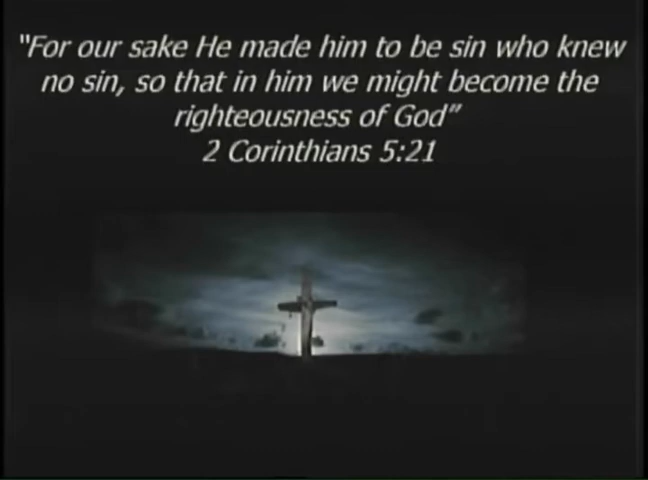 "For our sake He made him to be sin who knew
no sin, so that in him we might become the
righteousness of God"
2 Corinthians 5:21